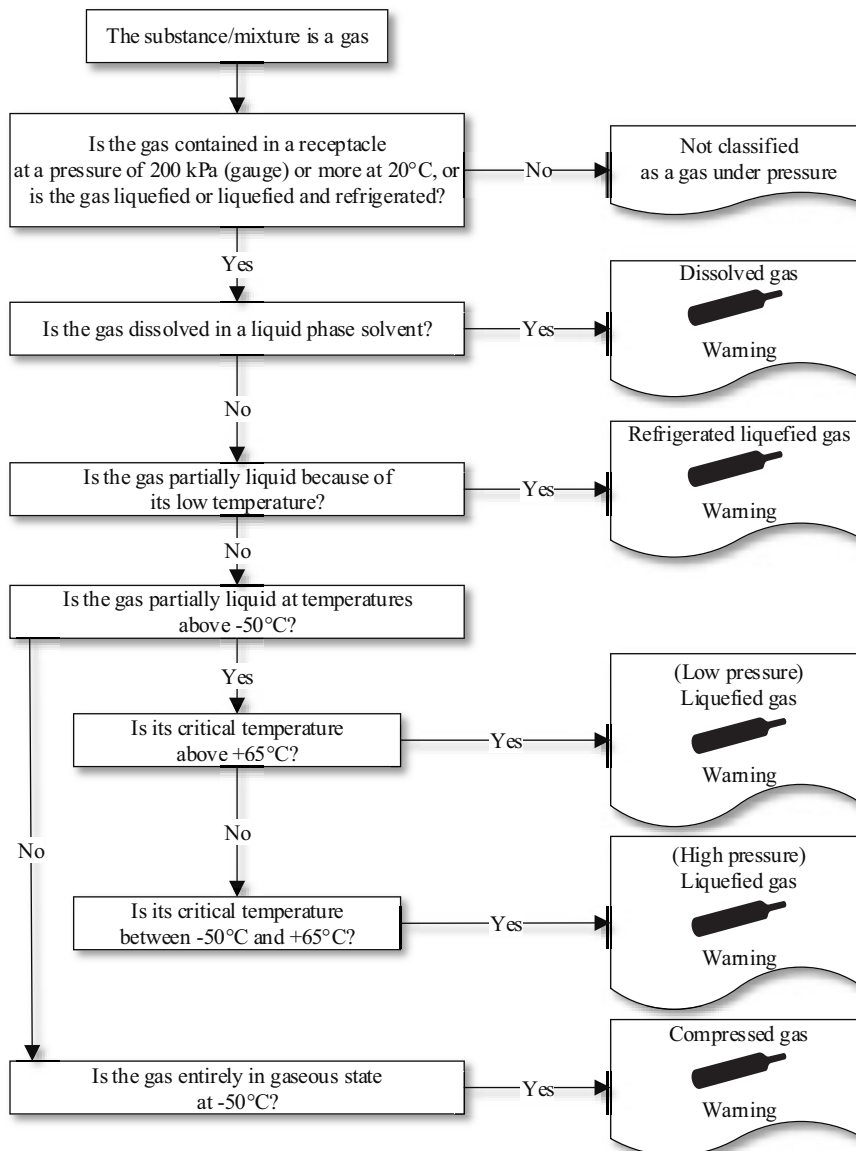 The substance/mixture is a gas
Is the gas contained in a receptacle
at a pressure of 200 kPa (gauge) or more at 20°C, or
is the gas liquefied or liquefied and refrigerated?
No
Not classified
as a gas under pressure
Yes
Is the gas dissolved in a liquid phase solvent?
Yes
Dissolved gas
Warning
No
Is the gas partially liquid because of
its low temperature?
Yes
Refrigerated liquefied gas
Warning
No
Is the gas partially liquid at temperatures
above -50°C?
Yes
Is its critical temperature
above +65°C?
Yes
(Low pressure)
Liquefied gas
Warning
No
No
Is its critical temperature
between -50°C and +65°C?
Yes
(High pressure)
Liquefied gas
Warning
Is the gas entirely in gaseous state
at -50°C?
Yes
Compressed gas
Warning